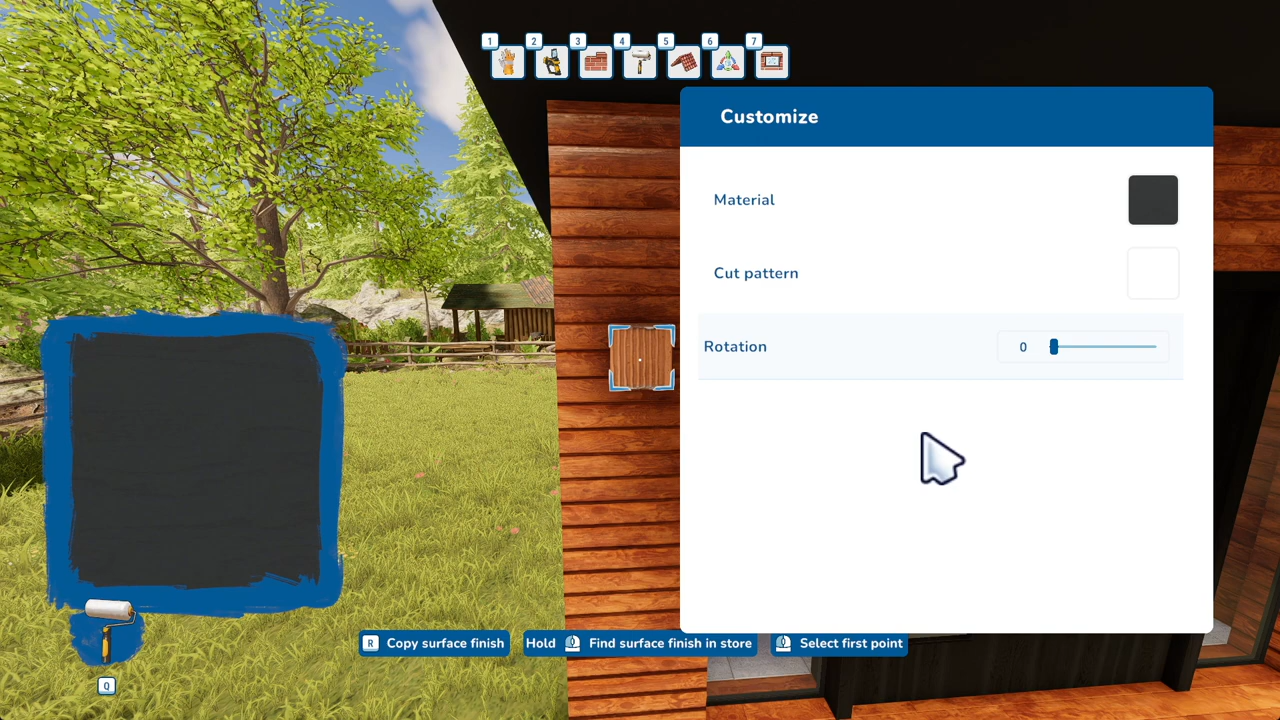 1 2 3 4 5 6 7
Customize
Material
Cut pattern
Rotation 0
R Copy surface finish Hold Find surface finish in store Select first point
Q